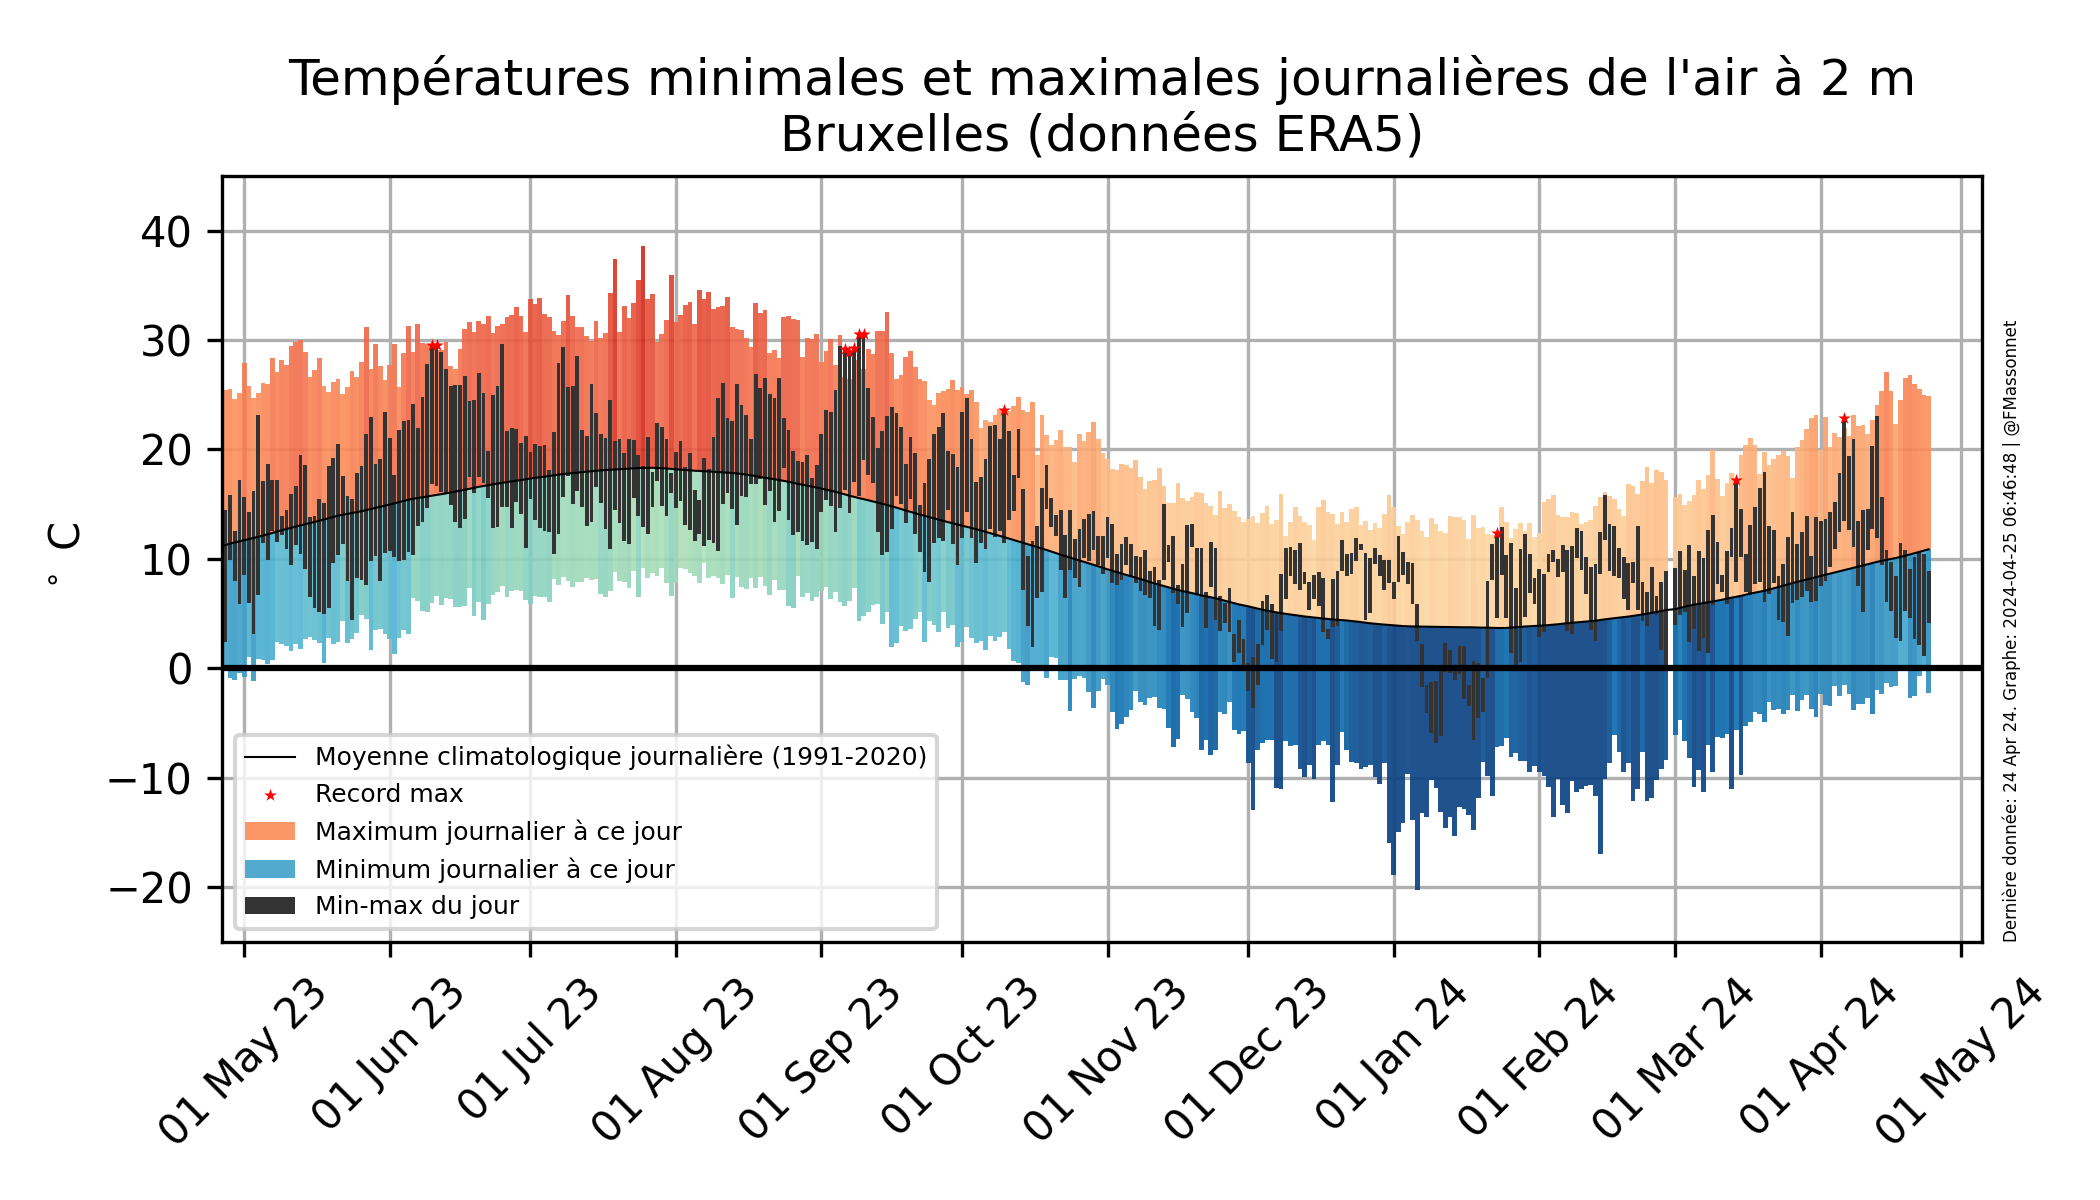 Températures minimales et maximales journalières de l'air à 2 m
Bruxelles (données ERA5)
° C
40
30
20
10
0
−10
−20
Moyenne climatologique journalière (1991-2020)
Record max
Maximum journalier à ce jour
Minimum journalier à ce jour
Min-max du jour
01 May 23
01 Jun 23
01 Jul 23
01 Aug 23
01 Sep 23
01 Oct 23
01 Nov 23
01 Dec 23
01 Jan 24
01 Feb 24
01 Mar 24
01 Apr 24
01 May 24
Dernière donnée: 24 Apr 24. Graphe: 2024-04-25 06:46:48 | @FMassonnet